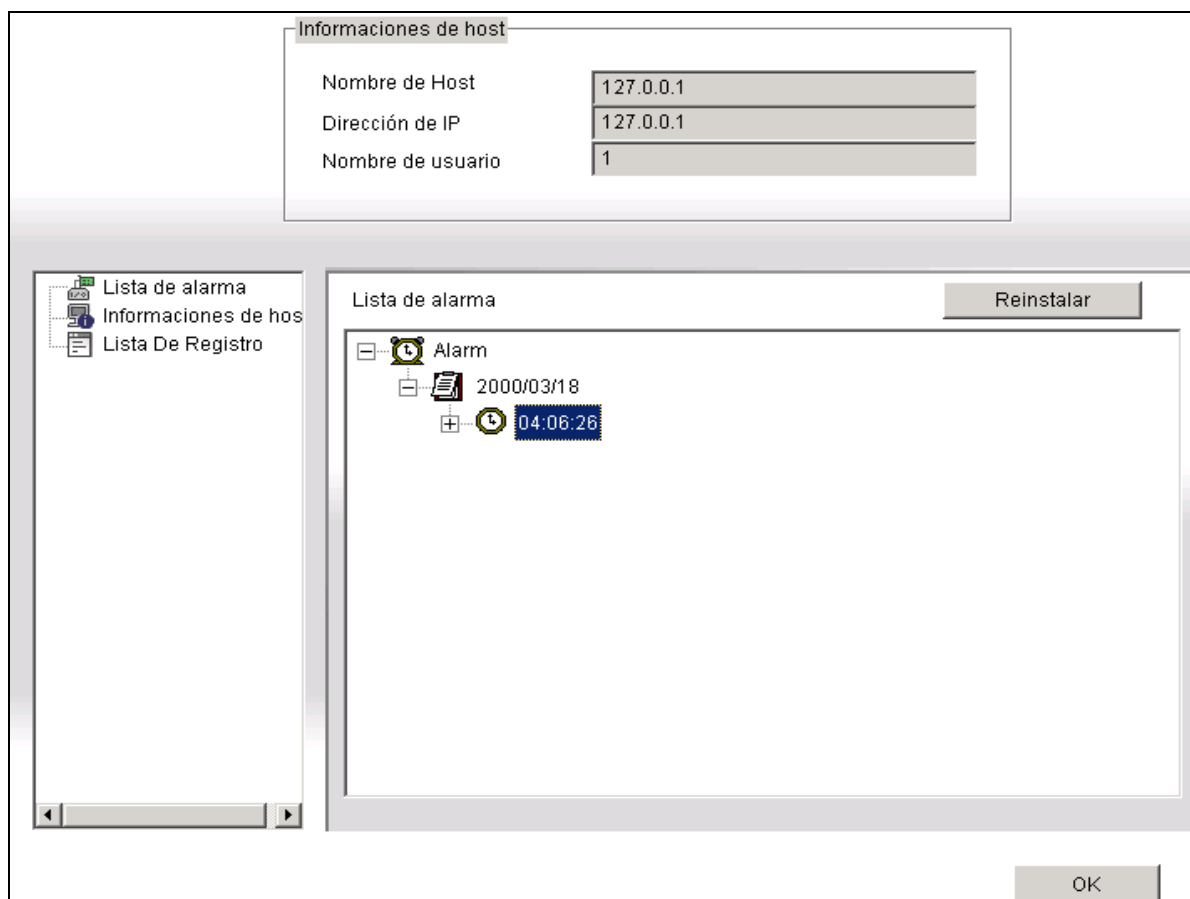 Informaciones de host
Nombre de Host 127.0.0.1
Dirección de IP 127.0.0.1
Nombre de usuario 1
Lista de alarma
Informaciones de hos
Lista De Registro
Lista de alarma Reinstalar
Alarm
2000/03/18
04:06:26
OK